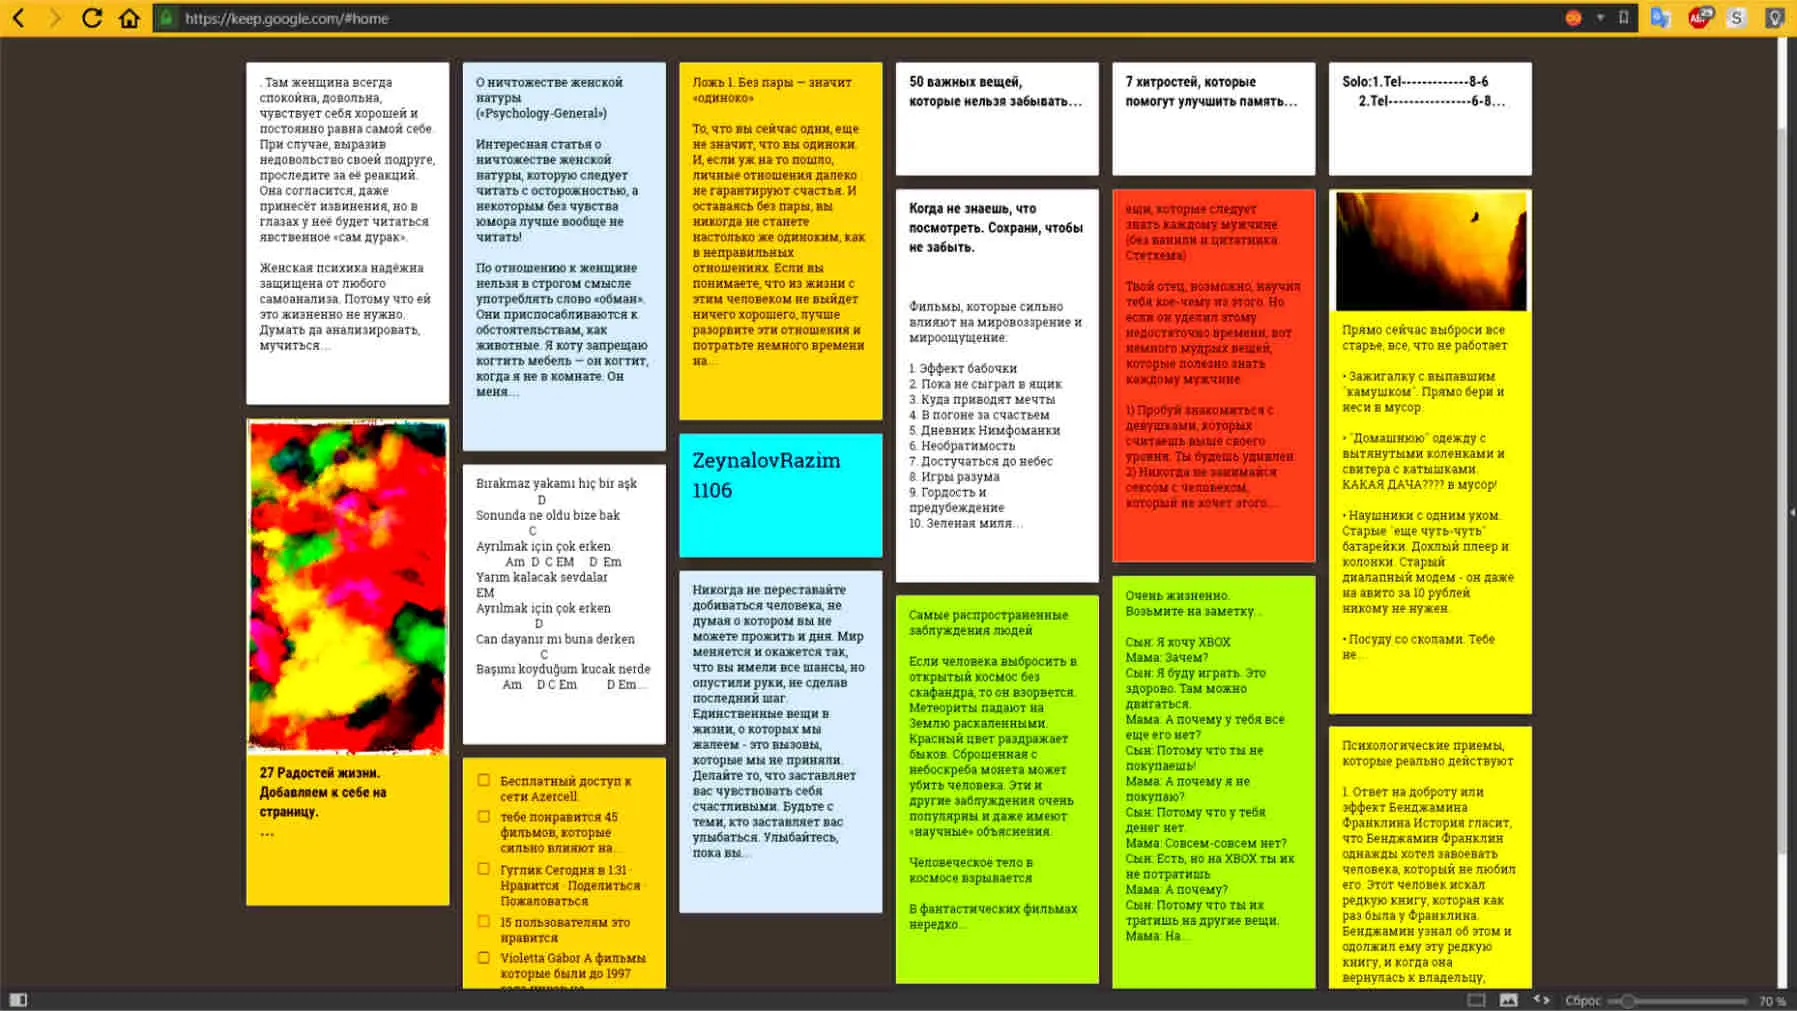 https://keep.google.com/#home
. Там женщина всегда
спокойна, довольна,
чувствует себя хорошей и
постоянно равна самой себе.
При случае, выразив
недовольство своей подруге,
проследите за её реакций.
Она согласится, даже
принесёт извинения, но в
глазах у неё будет читаться
явственное «сам дурак».
Женская психика надёжна
защищена от любого
самоанализа. Потому что ей
это жизненно не нужно.
Думать да анализировать,
мучиться...
27 Радостей жизни.
Добавляем к себе на
страницу.
...
О ничтожестве женской
натуры
(«Psychology-General»)
Интересная статья о
ничтожестве женской
натуры, которую следует
читать с осторожностью, а
некоторым без чувства
юмора лучше вообще не
читать!
По отношению к женщине
нельзя в строгом смысле
употреблять слово «обман».
Они приспосабливаются к
обстоятельствам, как
животные. Я коту запрещаю
когтить мебель — он когтит,
когда я не в комнате. Он
меня...
Bırakmaz yakamı hiç bir aşk
D
Sonunda ne oldu bize bak
C
Ayrılmak için çok erken
Am D C EM D Em
Yarım kalacak sevdalar
EM
Ayrılmak için çok erken
D
Can dayanır mı buna derken
C
Başımı koyduğum kucak nerde
Am D C Em D Em...
Бесплатный доступ к
сети Azercell.
тебе понравится 45
фильмов, которые
сильно влияют на...
Гуглик Сегодня в 1:31 ·
Нравится · Поделиться ·
Пожаловаться
15 пользователям это
нравится
Violetta Gábor А фильмы
которые были до 1997
Ложь 1. Без пары — значит
«одиноко»
То, что вы сейчас одни, еще
не значит, что вы одиноки.
И, если уж на то пошло,
личные отношения далеко
не гарантируют счастья. И
оставаясь без пары, вы
никогда не станете
настолько же одиноким, как
в неправильных
отношениях. Если вы
понимаете, что из жизни с
этим человеком не выйдет
ничего хорошего, лучше
разорвите эти отношения и
потратьте немного времени
на...
ZeynalovRazim
1106
Никогда не переставайте
добиваться человека, не
думая о котором вы не
можете прожить и дня. Мир
меняется и окажется так,
что вы имели все шансы, но
опустили руки, не сделав
последний шаг.
Единственные вещи в
жизни, о которых мы
жалеем - это вызовы,
которые мы не приняли.
Делайте то, что заставляет
вас чувствовать себя
счастливыми. Будьте с
теми, кто заставляет вас
улыбаться. Улыбайтесь,
пока вы...
50 важных вещей,
которые нельзя забывать...
Когда не знаешь, что
посмотреть. Сохрани, чтобы
не забыть.
Фильмы, которые сильно
влияют на мировоззрение и
мироощущение.
1. Эффект бабочки
2. Пока не сыграл в ящик
3. Куда приводят мечты
4. В погоне за счастьем
5. Дневник Нимфоманки
6. Необратимость
7. Достучаться до небес
8. Игры разума
9. Гордость и
предубеждение
10. Зеленая миля...
Самые распространенные
заблуждения людей
Если человека выбросить в
открытый космос без
скафандра, то он взорвется.
Метеориты падают на
Землю раскаленными.
Красный цвет раздражает
быков. Сброшенная с
небоскреба монета может
убить человека. Эти и
другие заблуждения очень
популярны и даже имеют
«научные» объяснения.
Человеческое тело в
космосе взрывается
В фантастических фильмах
нередко...
7 хитростей, которые
помогут улучшить память...
ещи, которые следует
знать каждому мужчине
(без ванили и цитатника
Стетхема)
Твой отец, возможно, научил
тебя кое-чему из этого. Но
если он уделил этому
недостаточно времени, вот
немного мудрых вещей,
которые полезно знать
каждому мужчине.
1) Пробуй знакомиться с
девушками, которых
считаешь выше своего
уровня. Ты будешь удивлен.
2) Никогда не занимайся
сексом с человеком,
который не хочет этого...
Очень жизненно.
Возьмите на заметку...
Сын: Я хочу XBOX
Мама: Зачем?
Сын: Я буду играть. Это
здорово. Там можно
двигаться.
Мама: А почему у тебя все
еще его нет?
Сын: Потому что ты не
покупаешь!
Мама: А почему я не
покупаю?
Сын: Потому что у тебя
денег нет.
Мама: Совсем-совсем нет?
Сын: Есть, но на XBOX ты их
не потратишь
Мама: А почему?
Сын: Потому что ты их
тратишь на другие вещи.
Мама: На...
Solo:1.Tel-------------8-6
2.Tel----------------6-8...
Прямо сейчас выброси все
старье, все, что не работает
• Зажигалку с выпавшим
"камушком". Прямо бери и
неси в мусор.
• "Домашнюю" одежду с
вытянутыми коленками и
свитера с катышками.
КАКАЯ ДАЧА???? в мусор!
• Наушники с одним ухом.
Старые "еще чуть-чуть"
батарейки. Дохлый плеер и
колонки. Старый
диалапный модем - он даже
на авито за 10 рублей
никому не нужен.
• Посуду со сколами. Тебе
не...
Психологические приемы,
которые реально действуют
1. Ответ на доброту или
эффект Бенджамина
Франклина История гласит,
что Бенджамин Франклин
однажды хотел завоевать
человека, который не любил
его. Этот человек искал
редкую книгу, которая как
раз была у Франклина.
Бенджамин узнал об этом и
одолжил ему эту редкую
книгу, и когда она
вернулась к владельцу,
Сброс
70 %